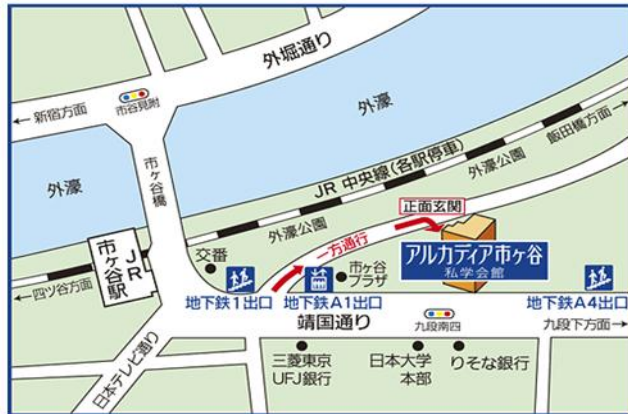 外堀通り
←新宿方面
市谷見附
外濠
飯田橋方面→
市ヶ谷橋
JR 中央線(各駅停車)
外濠公園
外濠
正面玄関
外濠公園
一方通行
アルカディア市ヶ谷
私学会館
JR
市ヶ谷駅
交番
市ヶ谷
プラザ
←四ツ谷方面
地下鉄1出口
地下鉄A1出口
地下鉄A4出口
靖国通り
九段南四
九段下方面→
日本テレビ通り
三菱東京
UFJ銀行
日本大学
本部
りそな銀行